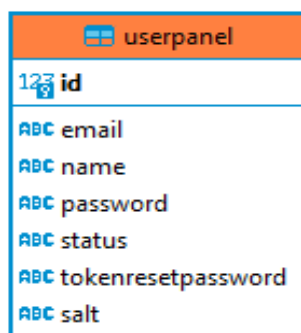 userpanel
123 id
ABC email
ABC name
ABC password
ABC status
ABC tokenresetpassword
ABC salt